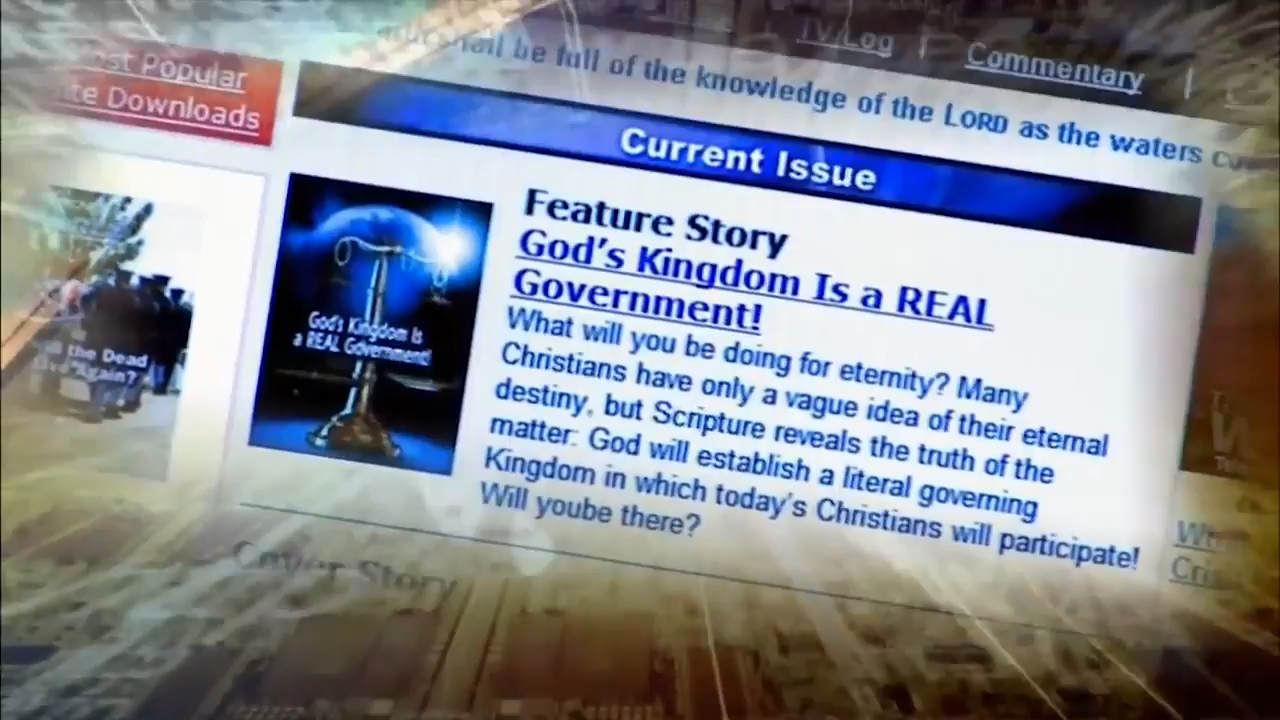 TV/Log | Commentary |
shall be full of the knowledge of the LORD as the waters
Most Popular
Downloads
Current Issue
Feature Story
God's Kingdom Is a REAL
Government!
God's Kingdom Is
a REAL Government!
What will you be doing for eternity? Many
Christians have only a vague idea of their eternal
destiny, but Scripture reveals the truth of the
matter: God will establish a literal governing
Kingdom in which today's Christians will participate!
Will yoube there?
the Dead
Again?
Cover Story